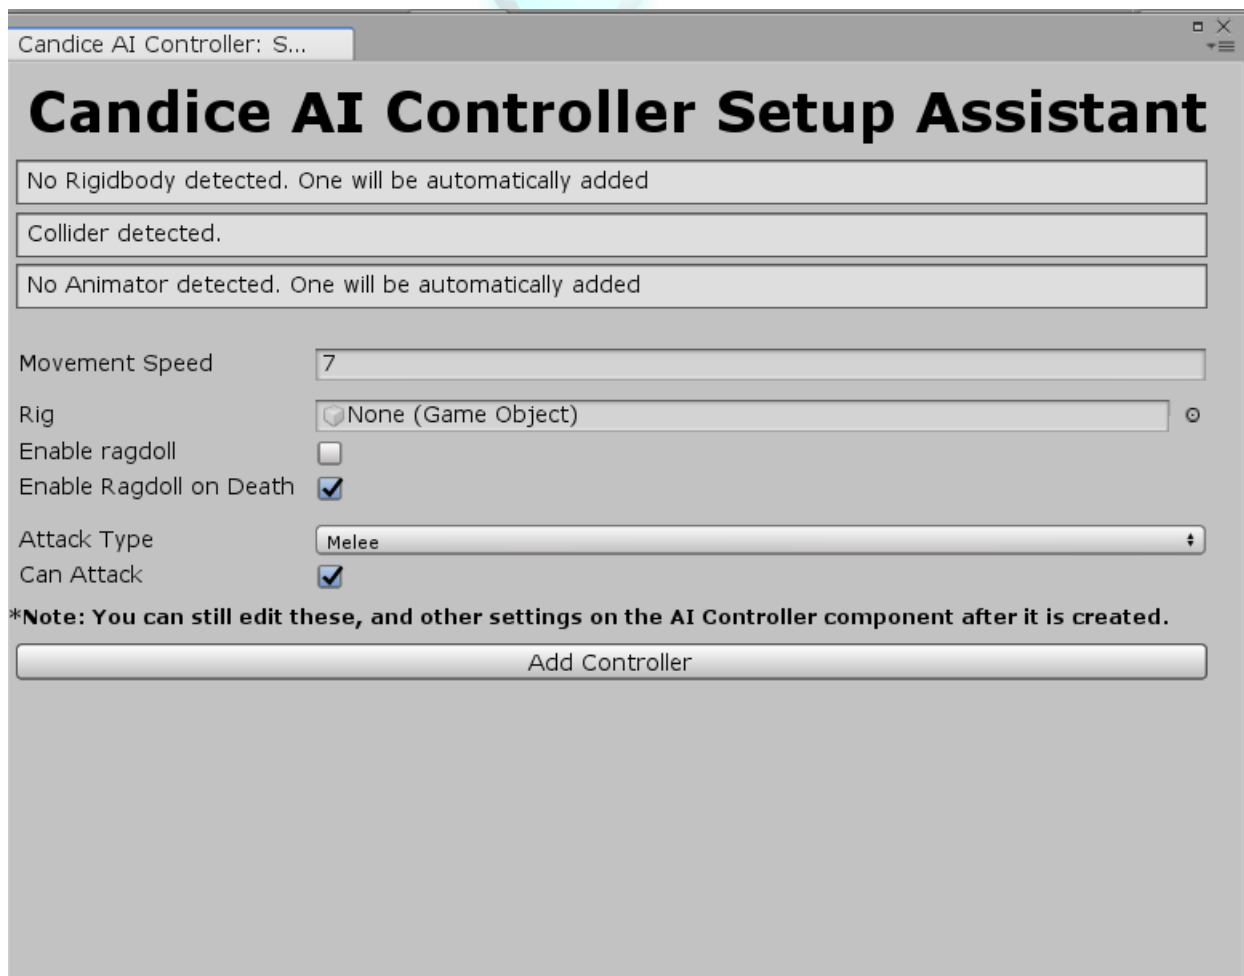 Candice AI Controller: S...
Candice AI Controller Setup Assistant
No Rigidbody detected. One will be automatically added
Collider detected.
No Animator detected. One will be automatically added
Movement Speed 7
Rig None (Game Object)
Enable ragdoll
Enable Ragdoll on Death
Attack Type Melee
Can Attack
*Note: You can still edit these, and other settings on the AI Controller component after it is created.
Add Controller